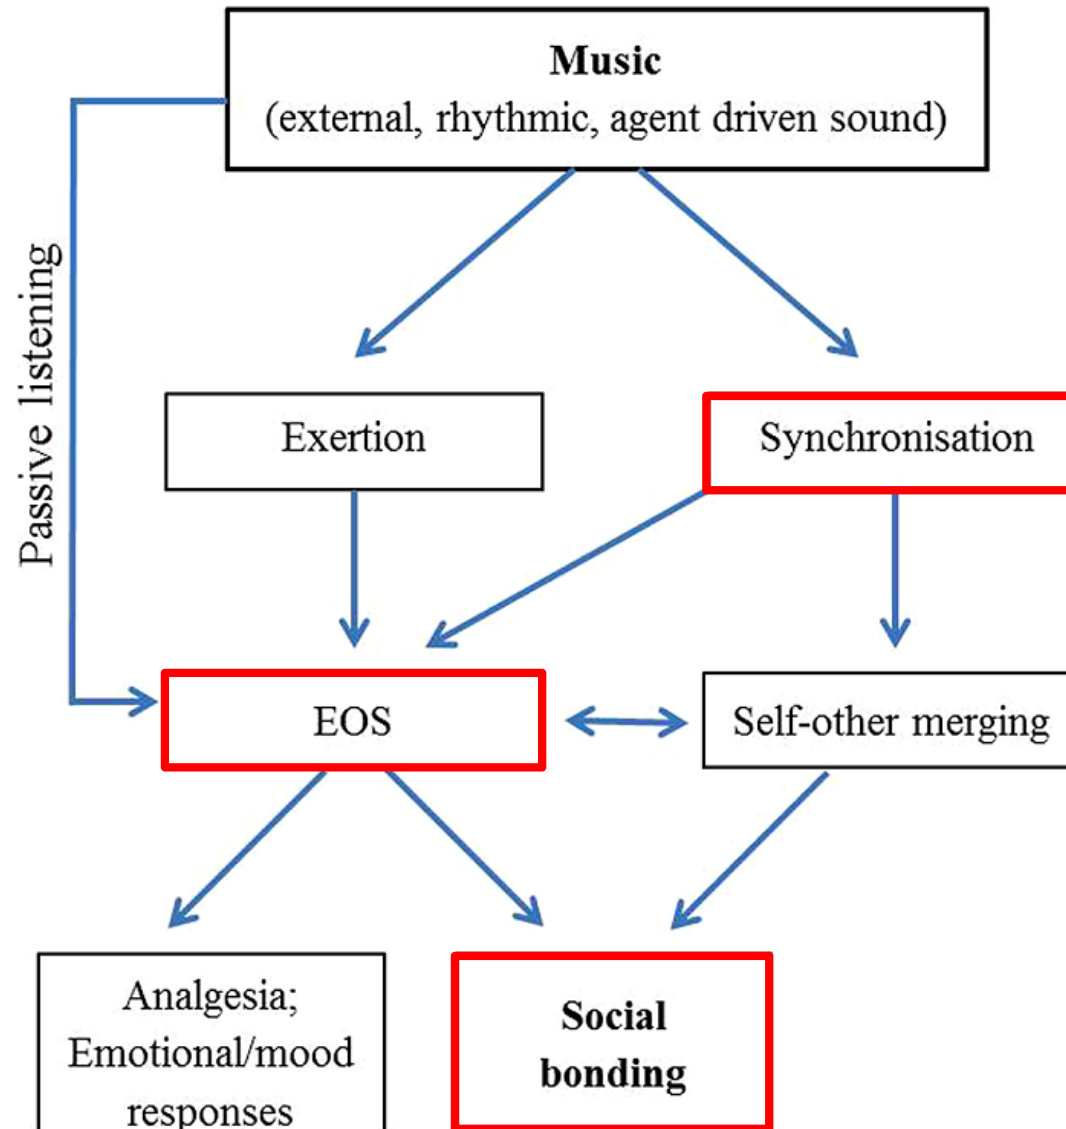 Music
(external, rhythmic, agent driven sound)
Passive listening
Exertion
Synchronisation
EOS
Self-other merging
Analgesia;
Emotional/mood
responses
Social
bonding